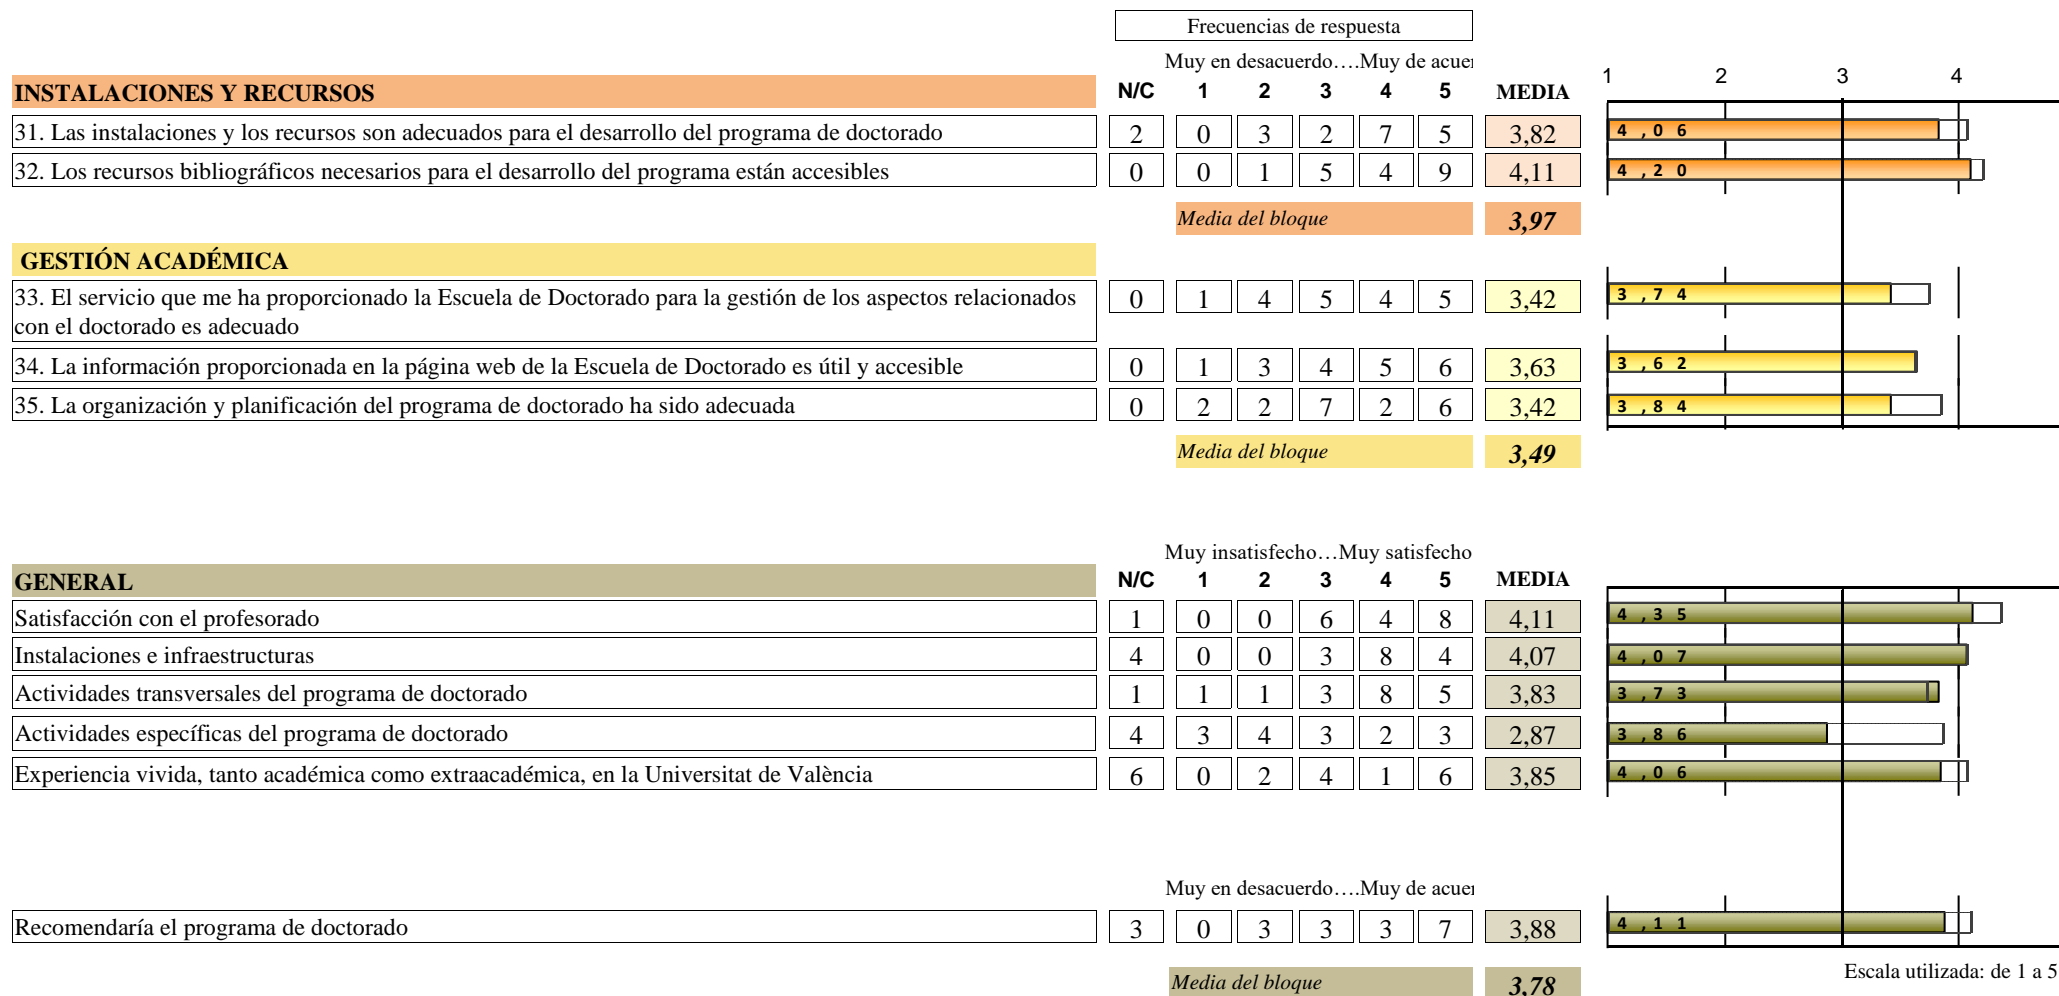 Frecuencias de respuesta
Muy en desacuerdo….Muy de acuer
1 2 3 4
INSTALACIONES Y RECURSOS N/C 1 2 3 4 5 MEDIA
31. Las instalaciones y los recursos son adecuados para el desarrollo del programa de doctorado 2 0 3 2 7 5 3,82 4,06
32. Los recursos bibliográficos necesarios para el desarrollo del programa están accesibles 0 0 1 5 4 9 4,11 4,20
Media del bloque 3,97
GESTIÓN ACADÉMICA
33. El servicio que me ha proporcionado la Escuela de Doctorado para la gestión de los aspectos relacionados
con el doctorado es adecuado 0 1 4 5 4 5 3,42 3,74
34. La información proporcionada en la página web de la Escuela de Doctorado es útil y accesible 0 1 3 4 5 6 3,63 3,62
35. La organización y planificación del programa de doctorado ha sido adecuada 0 2 2 7 2 6 3,42 3,84
Media del bloque 3,49
Muy insatisfecho…Muy satisfecho
GENERAL N/C 1 2 3 4 5 MEDIA
Satisfacción con el profesorado 1 0 0 6 4 8 4,11 4,35
Instalaciones e infraestructuras 4 0 0 3 8 4 4,07 4,07
Actividades transversales del programa de doctorado 1 1 1 3 8 5 3,83 3,73
Actividades específicas del programa de doctorado 4 3 4 3 2 3 2,87 3,86
Experiencia vivida, tanto académica como extraacadémica, en la Universitat de València 6 0 2 4 1 6 3,85 4,06
Muy en desacuerdo….Muy de acuer
Recomendaría el programa de doctorado 3 0 3 3 3 7 3,88 4,11
Media del bloque 3,78
Escala utilizada: de 1 a 5